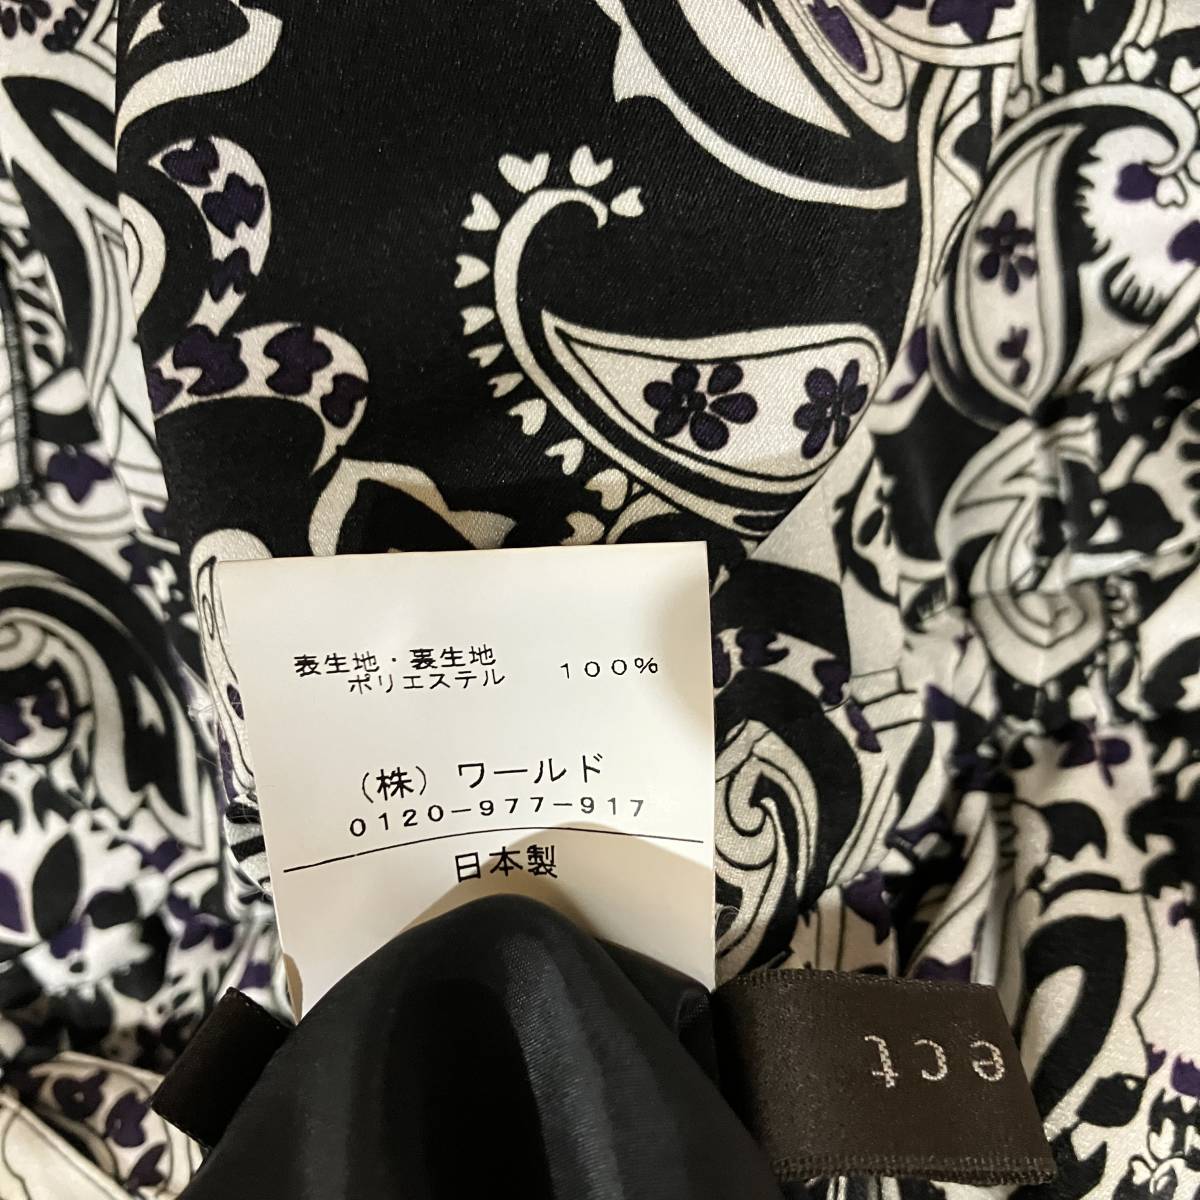 表生地・裏生地
ポリエステル 100%
(株) ワールド
0120-977-917
日本製
ect